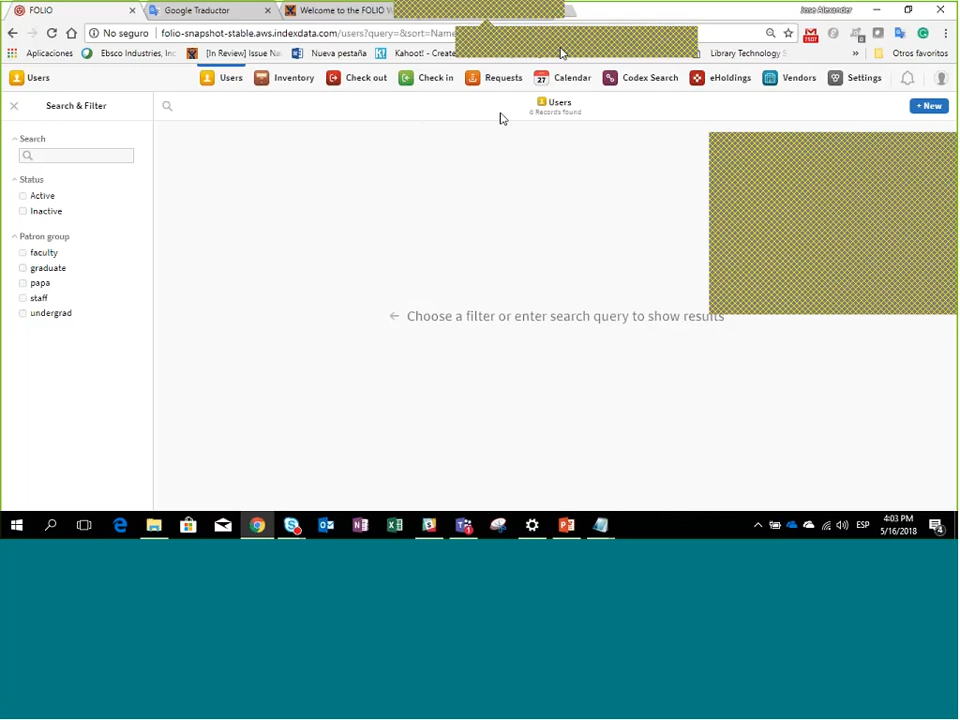 FOLIO
Google Traductor
Welcome to the FOLIO W
Jose Alexander
No seguro
folio-snapshot-stable.aws.indexdata.com/users?query=&sort=Name
Aplicaciones
Ebsco Industries, Inc
[In Review] Issue Na
Nueva pestaña
Kahoot! - Create
Library Technology S
»
Otros favoritos
Users
Users
Inventory
Check out
Check in
Requests
27
Calendar
Codex Search
eHoldings
Vendors
Settings
Search & Filter
Users
0 Records found
+ New
Search
Status
Active
Inactive
Patron group
faculty
graduate
papa
staff
undergrad
← Choose a filter or enter search query to show results
ESP
4:03 PM
5/16/2018
4